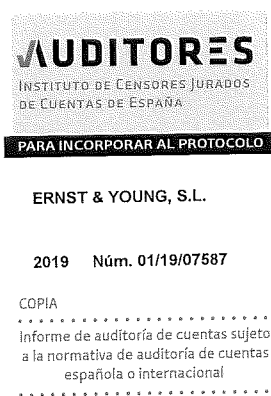 AUDITORES
INSTITUTO DE CENSORES JURADOS
DE CUENTAS DE ESPAÑA
PARA INCORPORAR AL PROTOCOLO
ERNST & YOUNG, S.L.
2019 Núm. 01/19/07587
COPIA
Informe de auditoría de cuentas sujeto
a la normativa de auditoría de cuentas
española o internacional